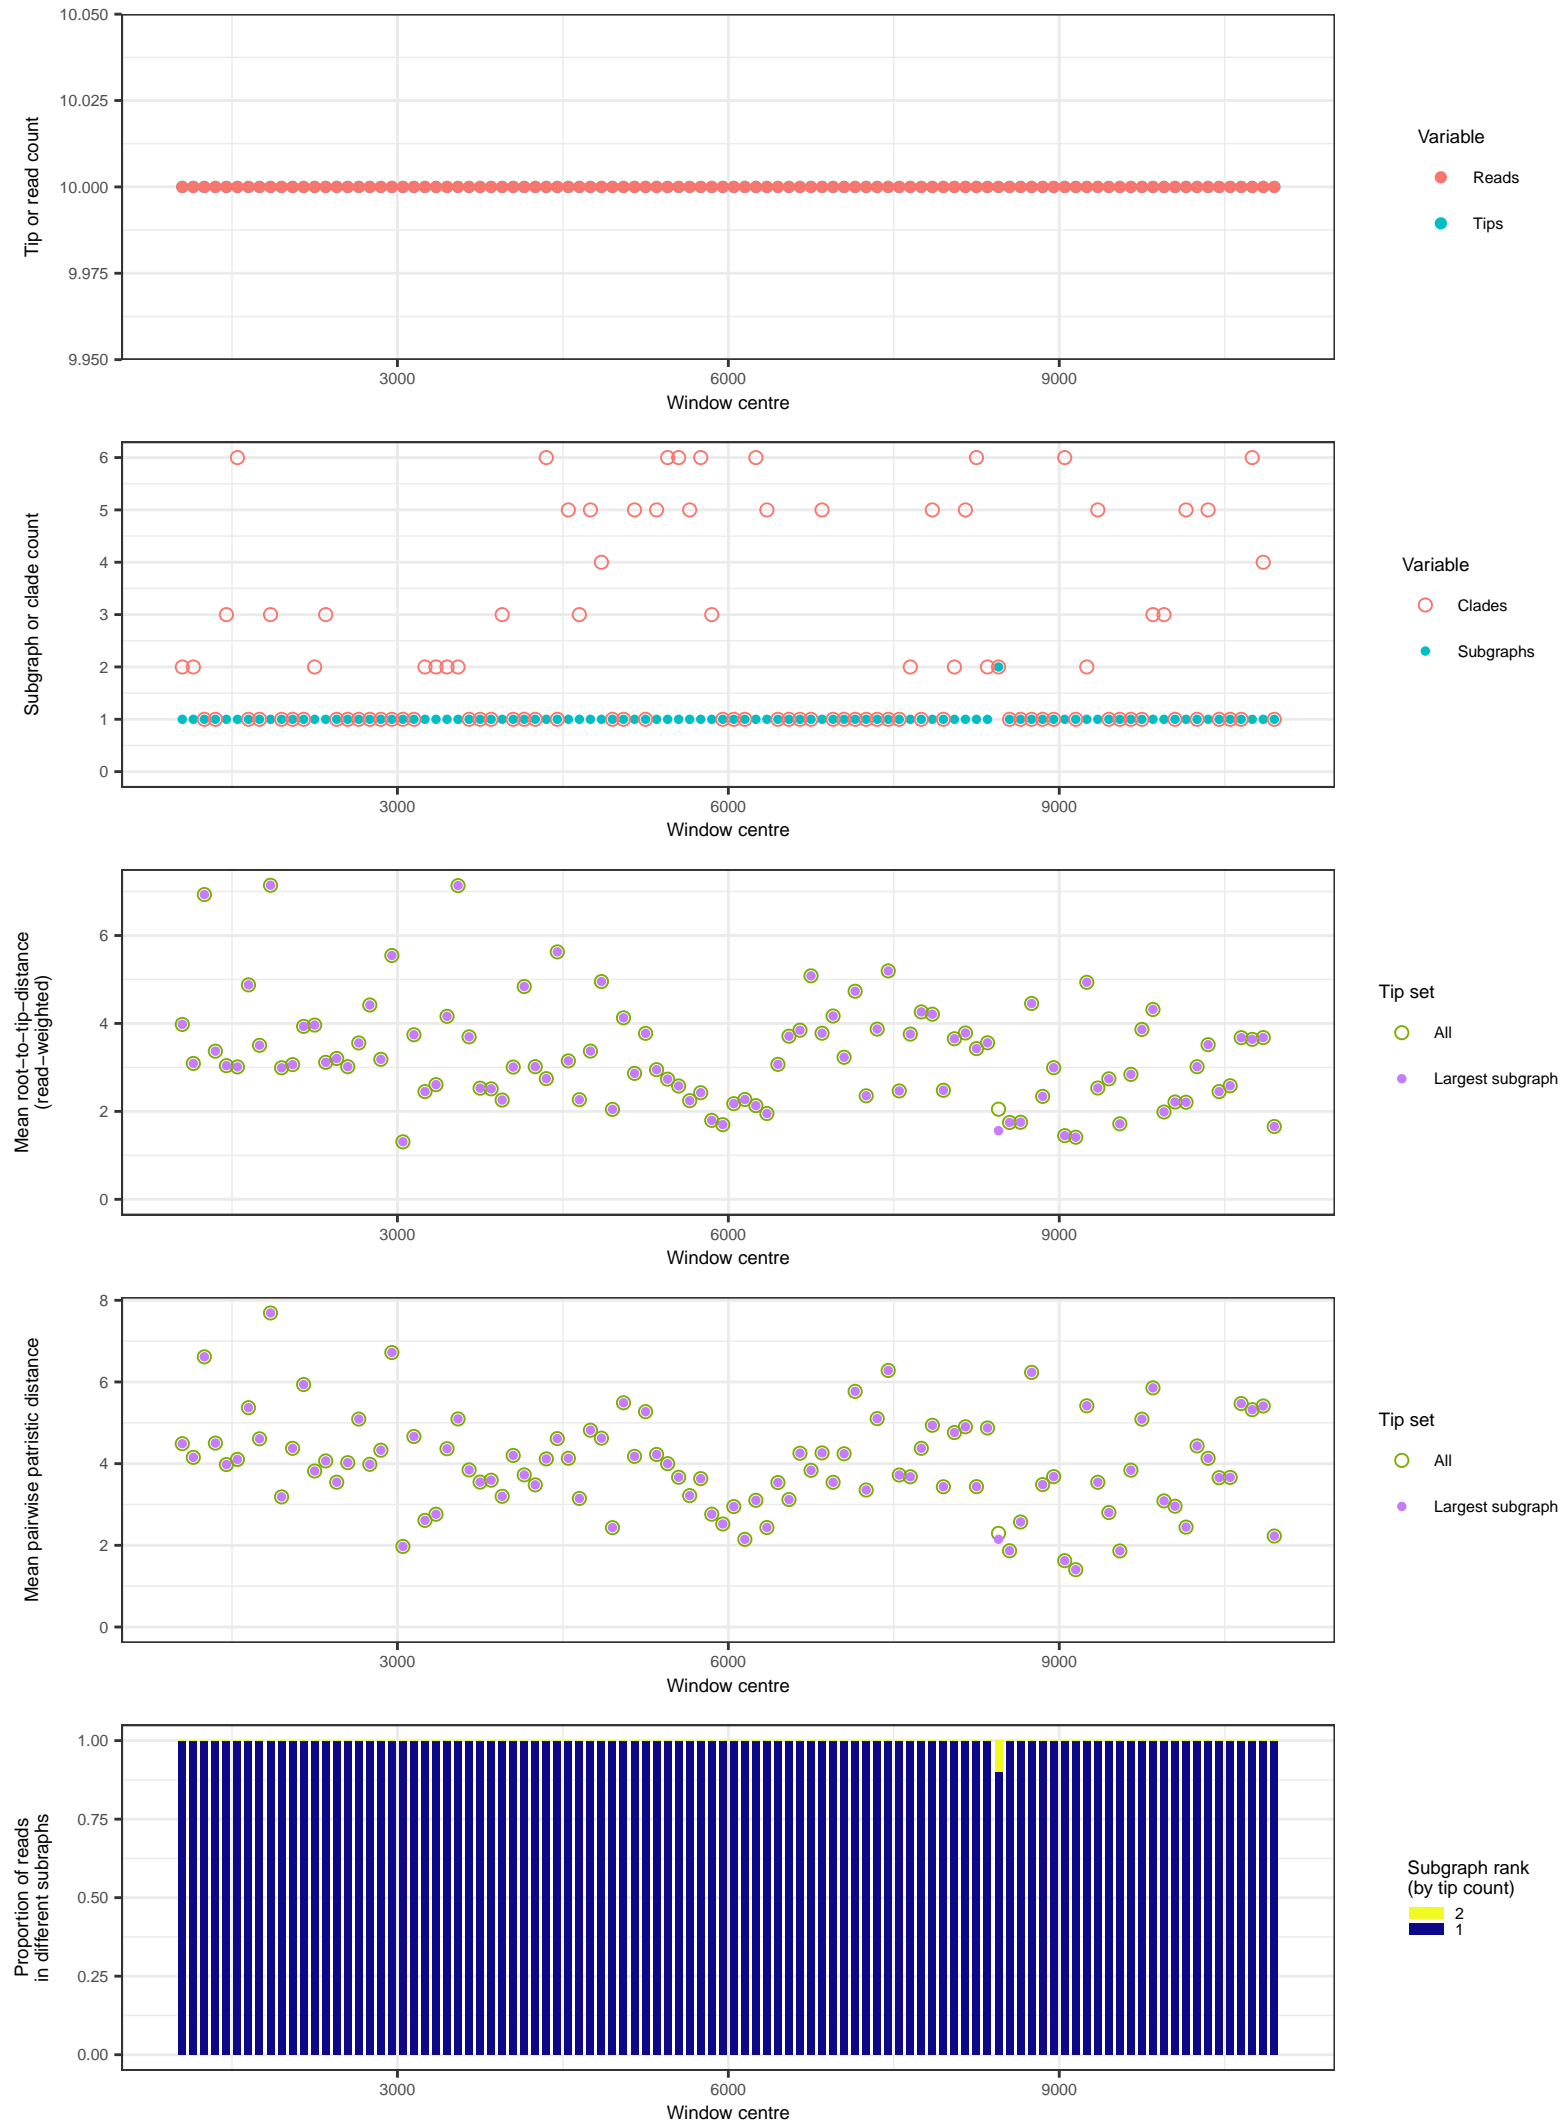 10.050
10.025
10.000
9.975
9.950
Tip or read count
3000
6000
9000
Window centre
Variable
Reads
Tips
6
5
4
3
2
1
0
Subgraph or clade count
3000
6000
9000
Window centre
Variable
Clades
Subgraphs
6
4
2
0
Mean root−to−tip−distance
(read−weighted)
3000
6000
9000
Window centre
Tip set
All
Largest subgraph
8
6
4
2
0
Mean pairwise patristic distance
3000
6000
9000
Window centre
Tip set
All
Largest subgraph
1.00
0.75
0.50
0.25
0.00
Proportion of reads
in different subraphs
3000
6000
9000
Window centre
Subgraph rank
(by tip count)
2
1